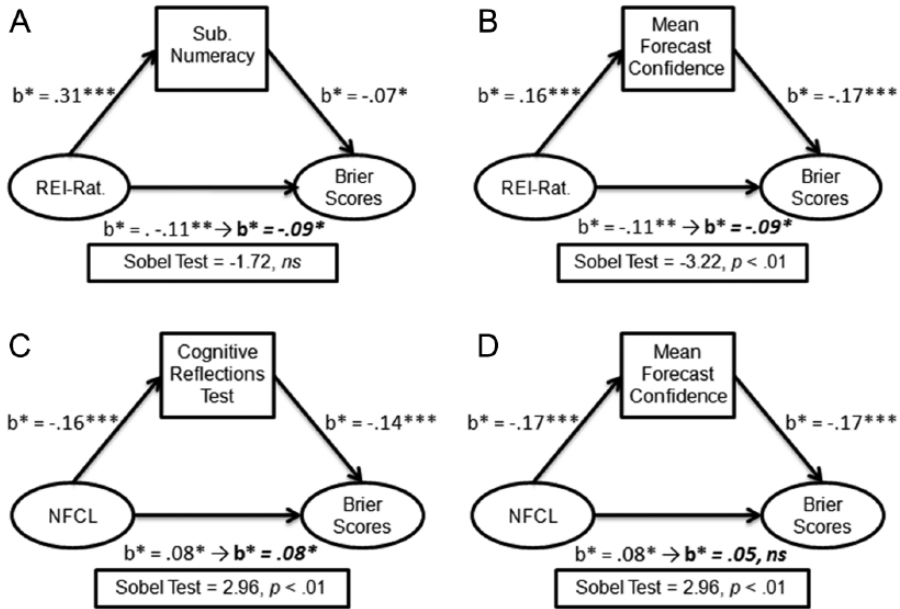 A
Sub.
Numeracy
b* = .31***
b* = -.07*
REI-Rat.
Brier
Scores
b* = . -.11** → b* = -.09*
Sobel Test = -1.72, ns
B
Mean
Forecast
Confidence
b* = .16***
b* = -.17***
REI-Rat.
Brier
Scores
b* = -.11** → b* = -.09*
Sobel Test = -3.22, p < .01
C
Cognitive
Reflections
Test
b* = -.16***
b* = -.14***
NFCL
Brier
Scores
b* = .08* → b* = .08*
Sobel Test = 2.96, p < .01
D
Mean
Forecast
Confidence
b* = -.17***
b* = -.17***
NFCL
Brier
Scores
b* = .08* → b* = .05, ns
Sobel Test = 2.96, p < .01